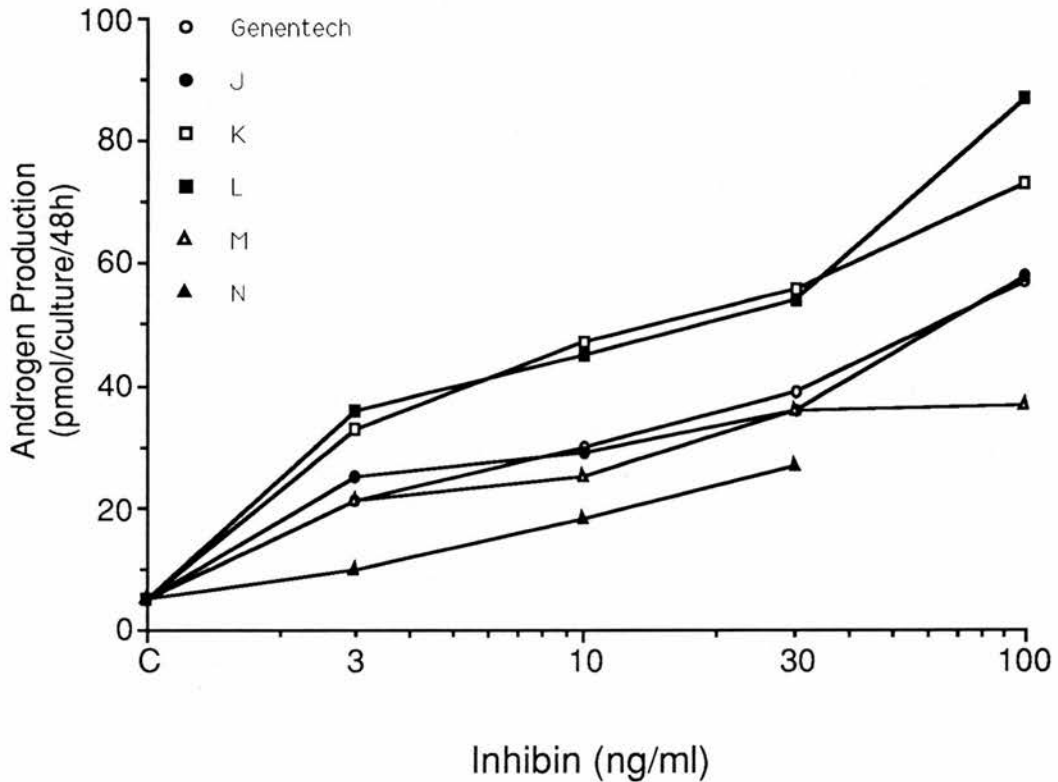 100
80
60
40
20
0
Androgen Production
(pmol/culture/48h)
Genentech
J
K
L
M
N
C 3 10 30 100
Inhibin (ng/ml)